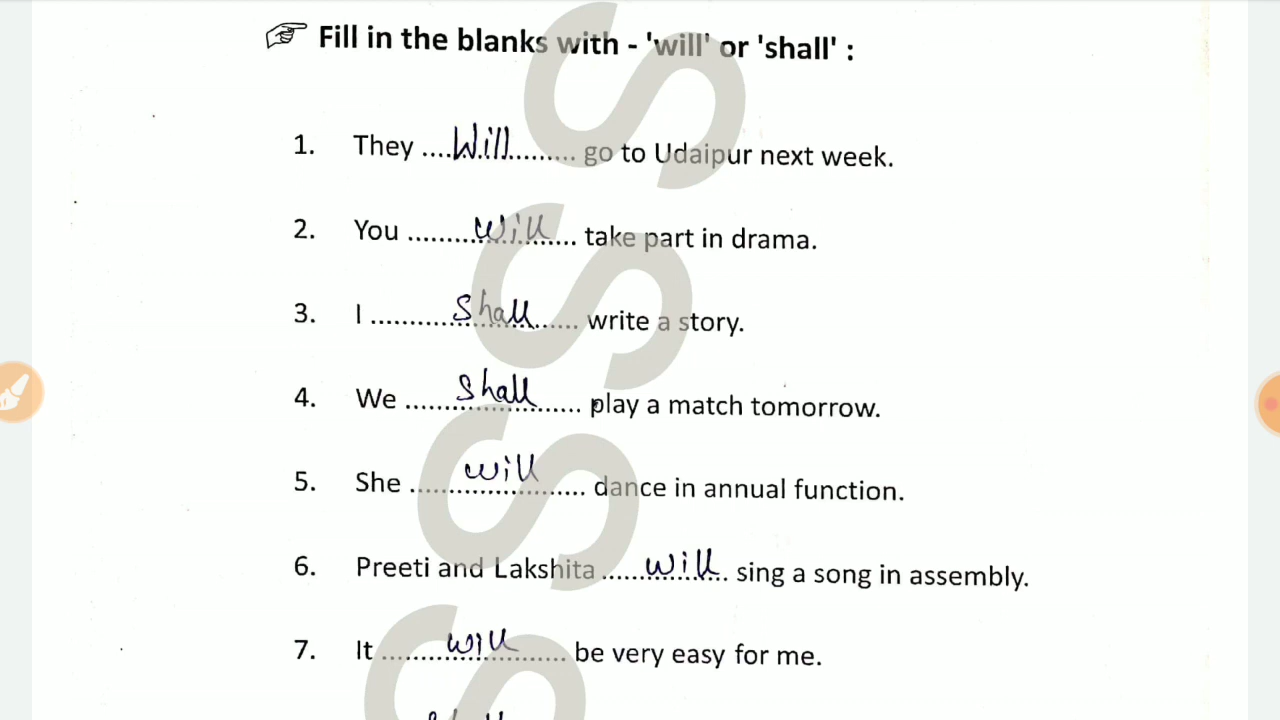 Fill in the blanks with - 'will' or 'shall' :
1. They ....Will......... go to Udaipur next week.
2. You .........will....... take part in drama.
3. I ...........shall...... write a story.
4. We ......shall...... play a match tomorrow.
5. She ......will...... dance in annual function.
6. Preeti and Lakshita ......will.. sing a song in assembly.
7. It ......will...... be very easy for me.
SSSS